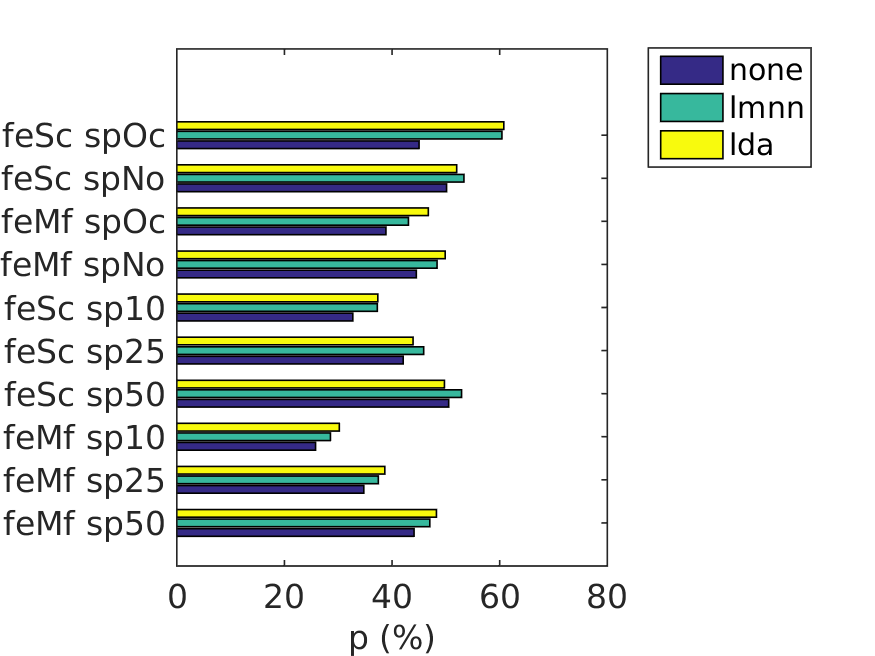 none
lmnn
lda
feSc spOc
feSc spNo
feMf spOc
feMf spNo
feSc sp10
feSc sp25
feSc sp50
feMf sp10
feMf sp25
feMf sp50
0 20 40 60 80
p (%)